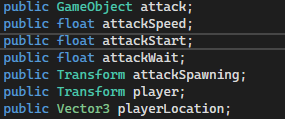 public GameObject attack;
public float attackSpeed;
public float attackStart;
public float attackWait;
public Transform attackSpawning;
public Transform player;
public Vector3 playerLocation;